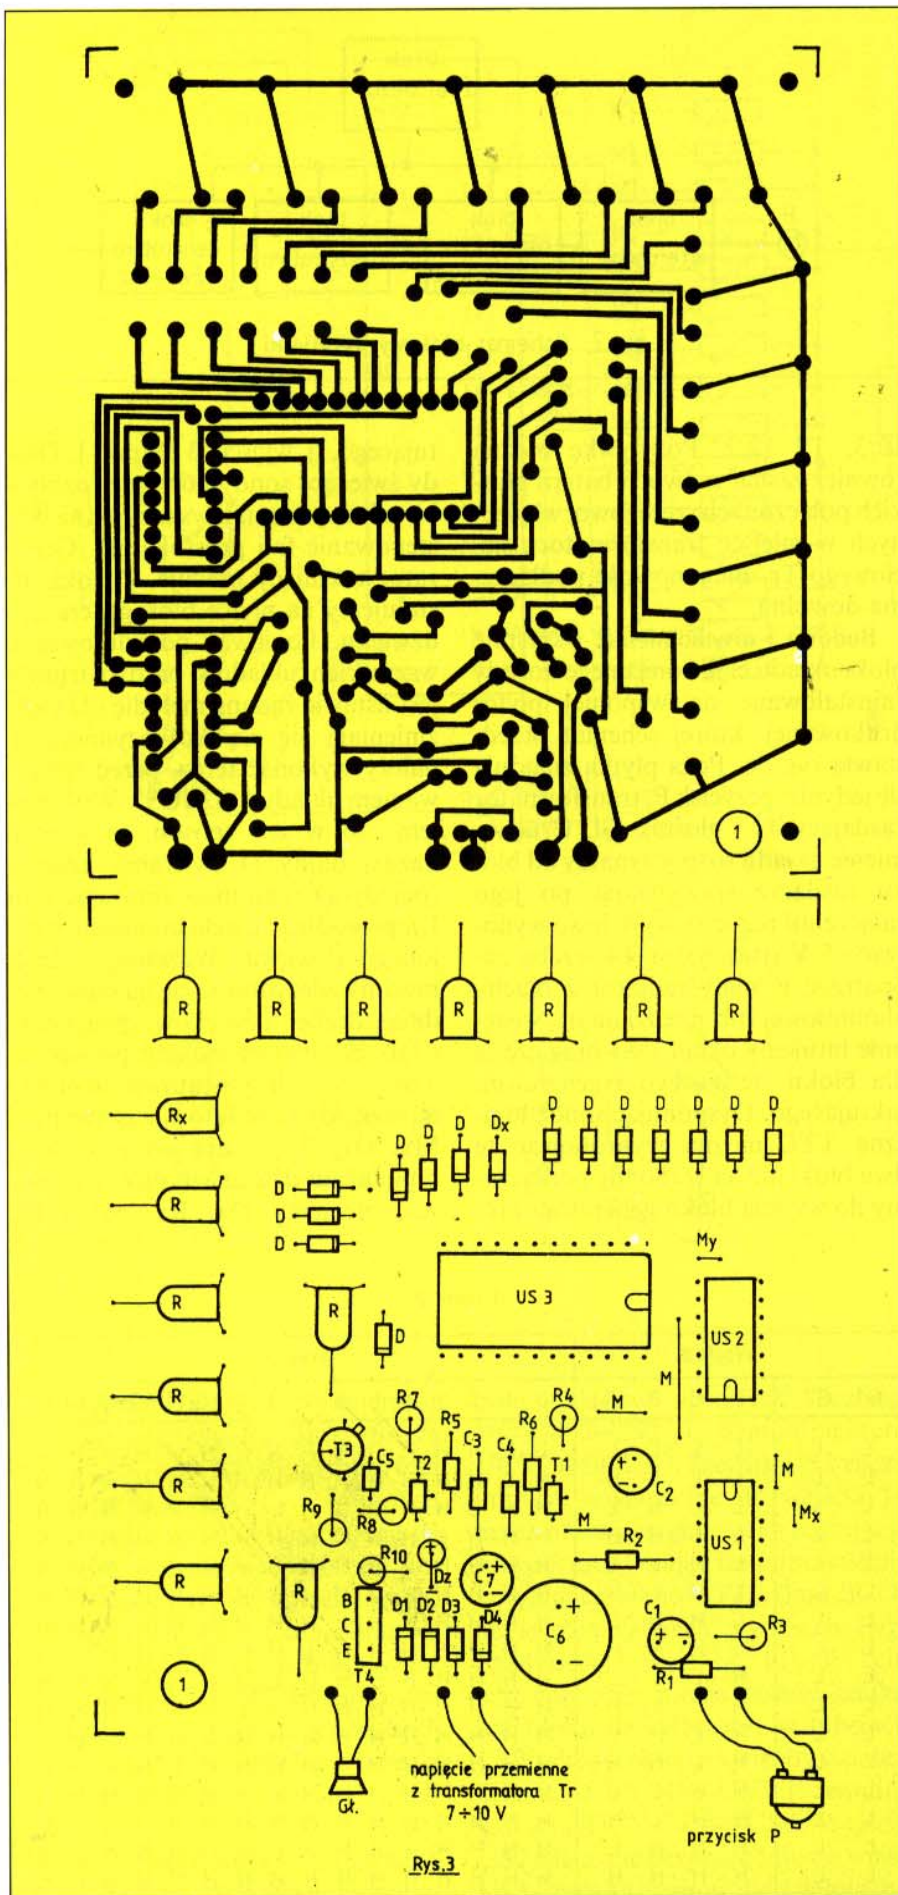 1
R R R R R R R
Rx
D D D D D D D
D D D Dx
R
D
D
D
My
R
US 3
US 2
R
D
M
R
R7
R4
M
R5
R6
T3
C5
T2
C3
C4
T1
C2
M
R
R9
R8
M
R2
US 1
Mx
R
R10
Dz
C7
R
B
C
E
D1 D2 D3 D4
C6
C1
R3
T4
R1
1
Gł.
napięcie przemienne
z transformatora Tr
7÷10 V
przycisk P
Rys.3